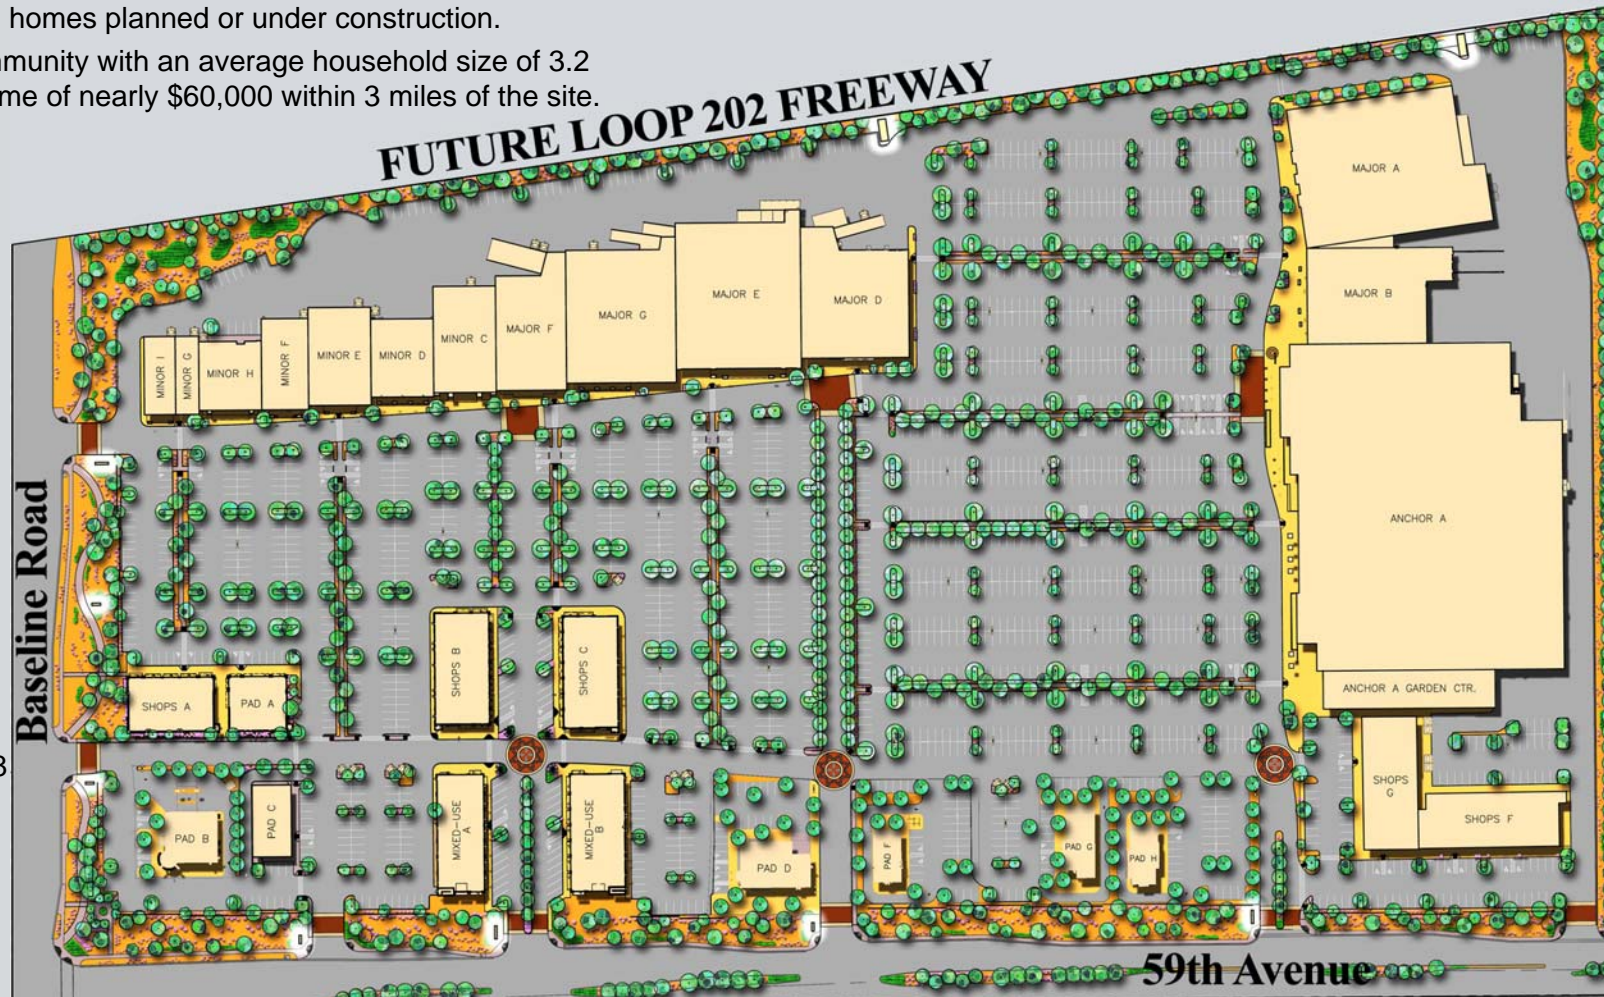 homes planned or under construction.
munity with an average household size of 3.2
me of nearly $60,000 within 3 miles of the site.
FUTURE LOOP 202 FREEWAY
MAJOR A
MAJOR B
MAJOR D
MAJOR E
MAJOR G
MAJOR F
MINOR C
MINOR D
MINOR E
MINOR F
MINOR H
MINOR G
MINOR I
ANCHOR A
Baseline Road
SHOPS B
SHOPS C
SHOPS A
PAD A
ANCHOR A GARDEN CTR.
3
PAD B
PAD C
MIXED-USE
A
MIXED-USE
B
PAD D
PAD F
PAD G
PAD H
SHOPS
G
SHOPS F
59th Avenue